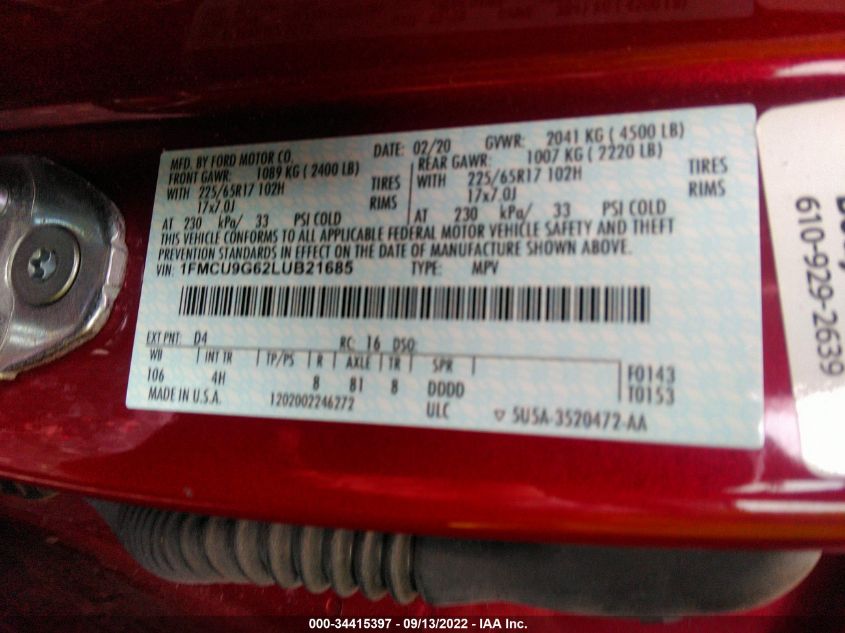 MFD. BY FORD MOTOR CO. DATE: 02/20 GVWR: 2041 KG ( 4500 LB)
FRONT GAWR: 1089 KG ( 2400 LB) REAR GAWR: 1007 KG ( 2220 LB)
WITH 225/65R17 102H TIRES WITH 225/65R17 102H TIRES
17x7.0J RIMS 17x7.0J RIMS
AT 230 kPa/ 33 PSI COLD AT 230 kPa/ 33 PSI COLD
THIS VEHICLE CONFORMS TO ALL APPLICABLE FEDERAL MOTOR VEHICLE SAFETY AND THEFT
PREVENTION STANDARDS IN EFFECT ON THE DATE OF MANUFACTURE SHOWN ABOVE.
VIN: 1FMCU9G62LUB21685 TYPE: MPV
EXT PNT: D4 RC 16 DSO:
WB INT TR TP/PS R AXLE TR SPR
106 4H 8 81 8 DDDD F0143
T0153
MADE IN U.S.A. 1202002246272 ULC ▽ 5U5A-3520472-AA
610-929-2639
000-34415397 - 09/13/2022 - IAA Inc.